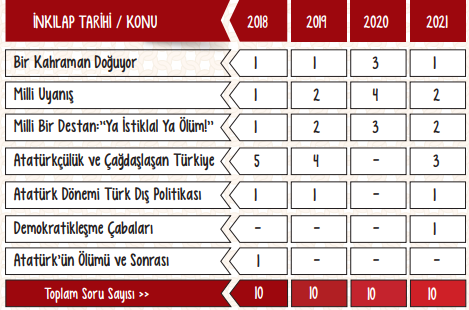 İNKILAP TARİHİ / KONU 2018 2019 2020 2021
Bir Kahraman Doğuyor 1 1 3 1
Milli Uyanış 1 2 4 2
Milli Bir Destan:"Ya İstiklal Ya Ölüm!" 1 2 3 2
Atatürkçülük ve Çağdaşlaşan Türkiye 5 4 - 3
Atatürk Dönemi Türk Dış Politikası 1 1 - 1
Demokratikleşme Çabaları - - - 1
Atatürk'ün Ölümü ve Sonrası 1 - - -
Toplam Soru Sayısı >> 10 10 10 10